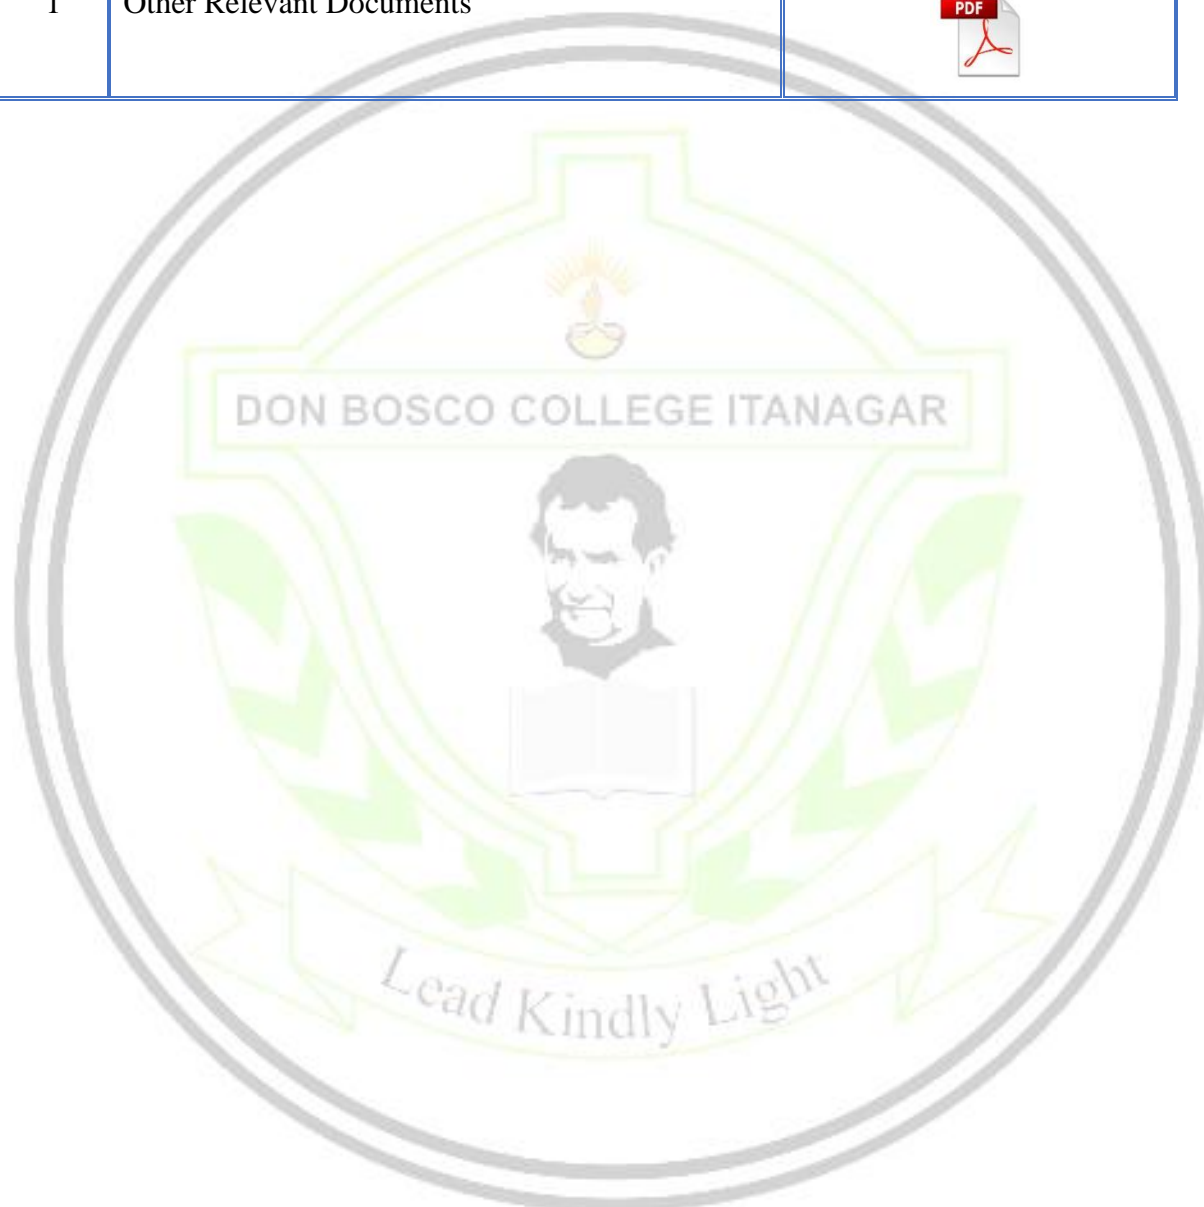 1 Other Relevant Documents
PDF
DON BOSCO COLLEGE ITANAGAR
Lead Kindly Light